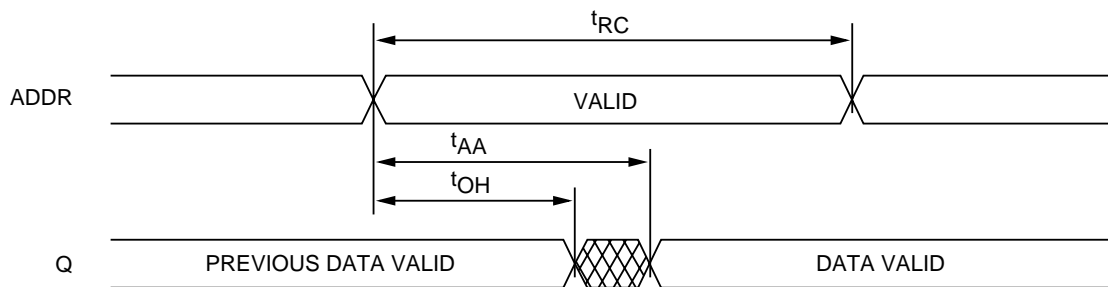 tRC
ADDR
VALID
tAA
tOH
Q
PREVIOUS DATA VALID
DATA VALID